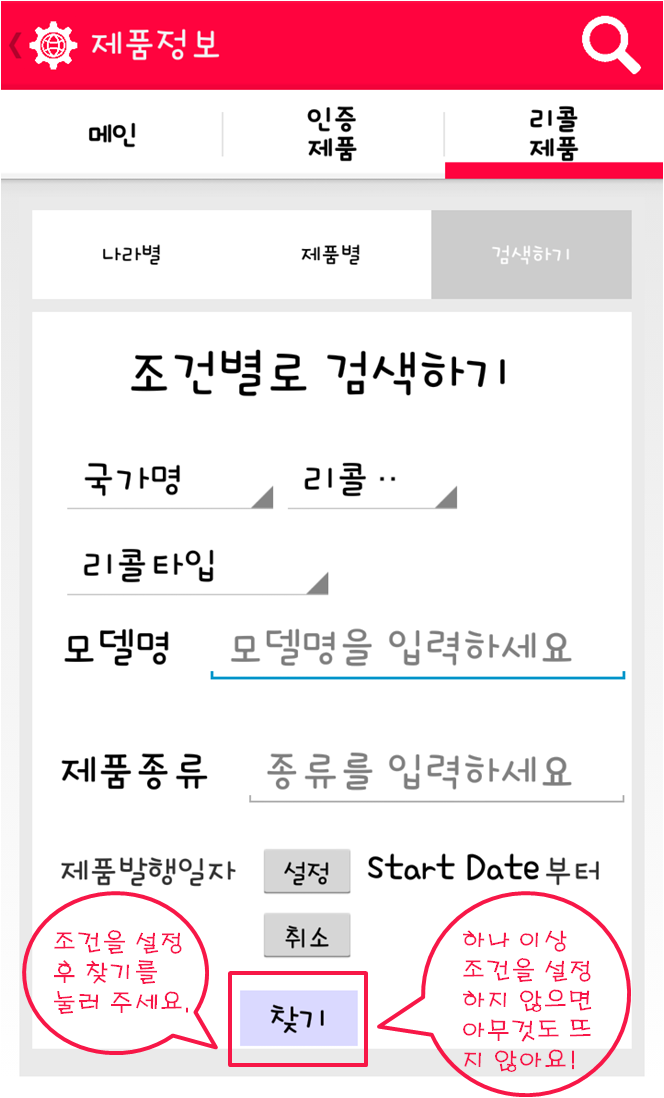 제품정보
메인
인증
제품
리콜
제품
나라별 제품별 검색하기
조건별로 검색하기
국가명 리콜 ..
리콜타입
모델명 모델명을 입력하세요
제품종류 종류를 입력하세요
제품발행일자 설정 Start Date부터
취소
조건을 설정
후 찾기를
눌러 주세요.
찾기
하나 이상
조건을 설정
하지 않으면
아무것도 뜨
지 않아요!